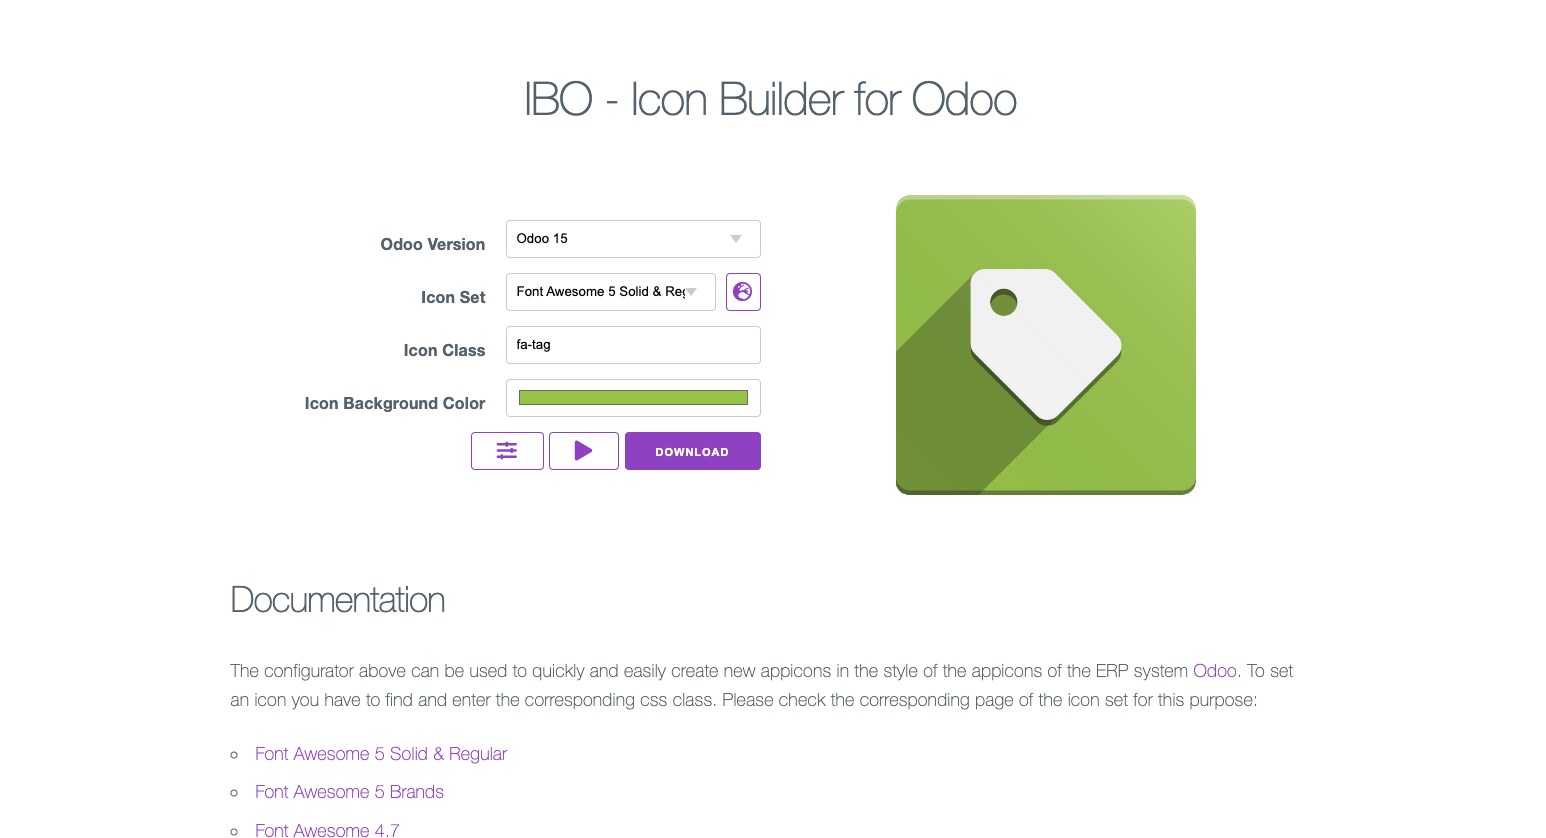 IBO - Icon Builder for Odoo
Odoo Version
Odoo 15
Icon Set
Font Awesome 5 Solid & Reg
Icon Class
fa-tag
Icon Background Color
DOWNLOAD
Documentation
The configurator above can be used to quickly and easily create new appicons in the style of the appicons of the ERP system Odoo. To set
an icon you have to find and enter the corresponding css class. Please check the corresponding page of the icon set for this purpose:
Font Awesome 5 Solid & Regular
Font Awesome 5 Brands
Font Awesome 4.7